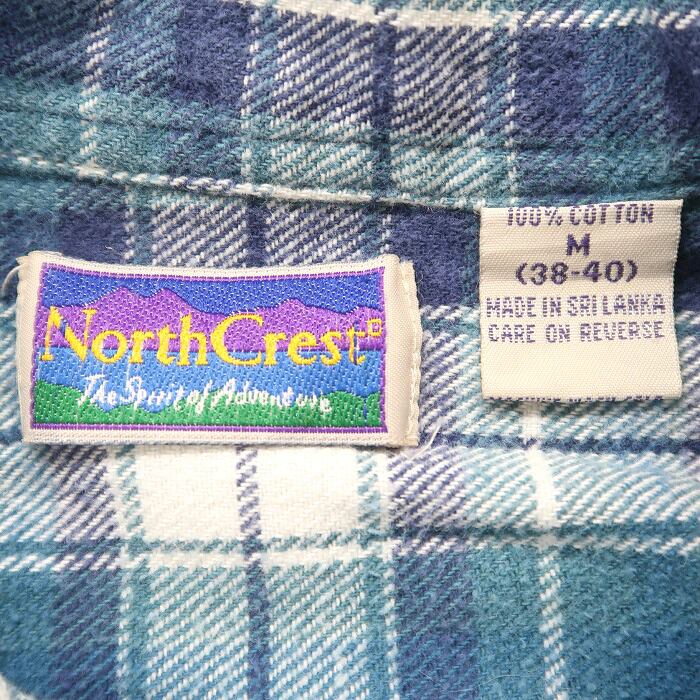 NorthCrest
The Spirit of Adventure
100% COTTON
M
(38-40)
MADE IN SRI LANKA
CARE ON REVERSE